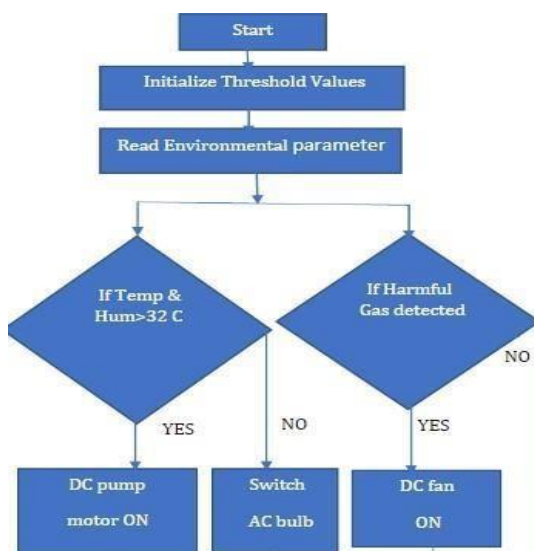 Start
Initialize Threshold Values
Read Environmental parameter
If Temp &
Hum>32 C
If Harmful
Gas detected
NO
YES
NO
YES
DC pump
motor ON
Switch
AC bulb
DC fan
ON